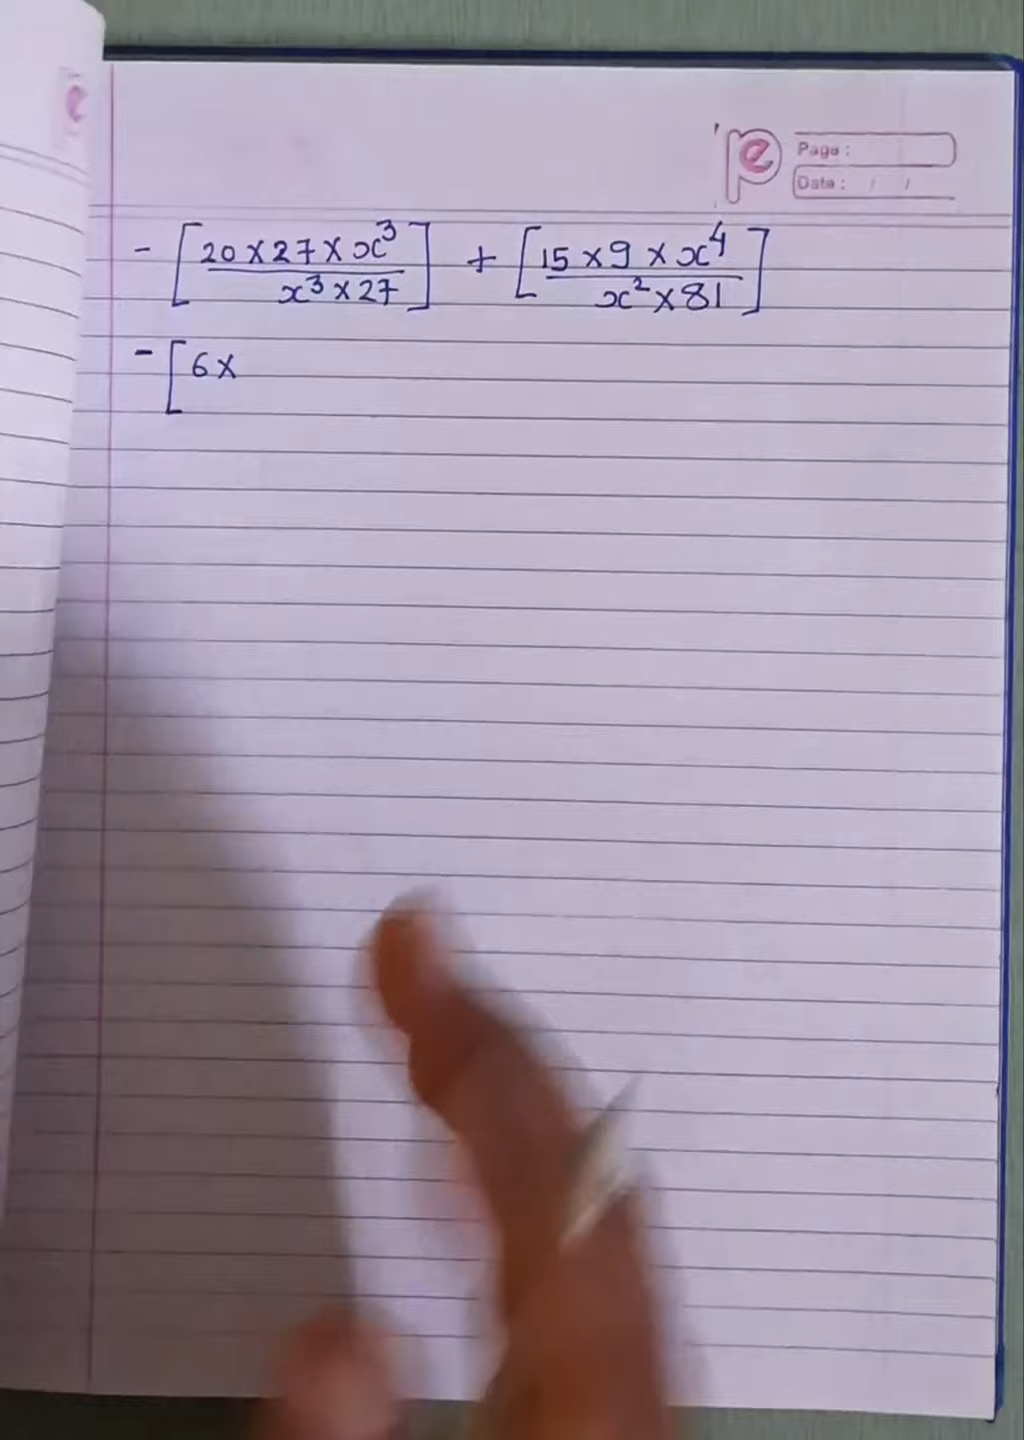 Page :
Date : / /
- [20 × 27 × x³ / x³ × 27] + [15 × 9 × x⁴ / x² × 81]
- [6 ×